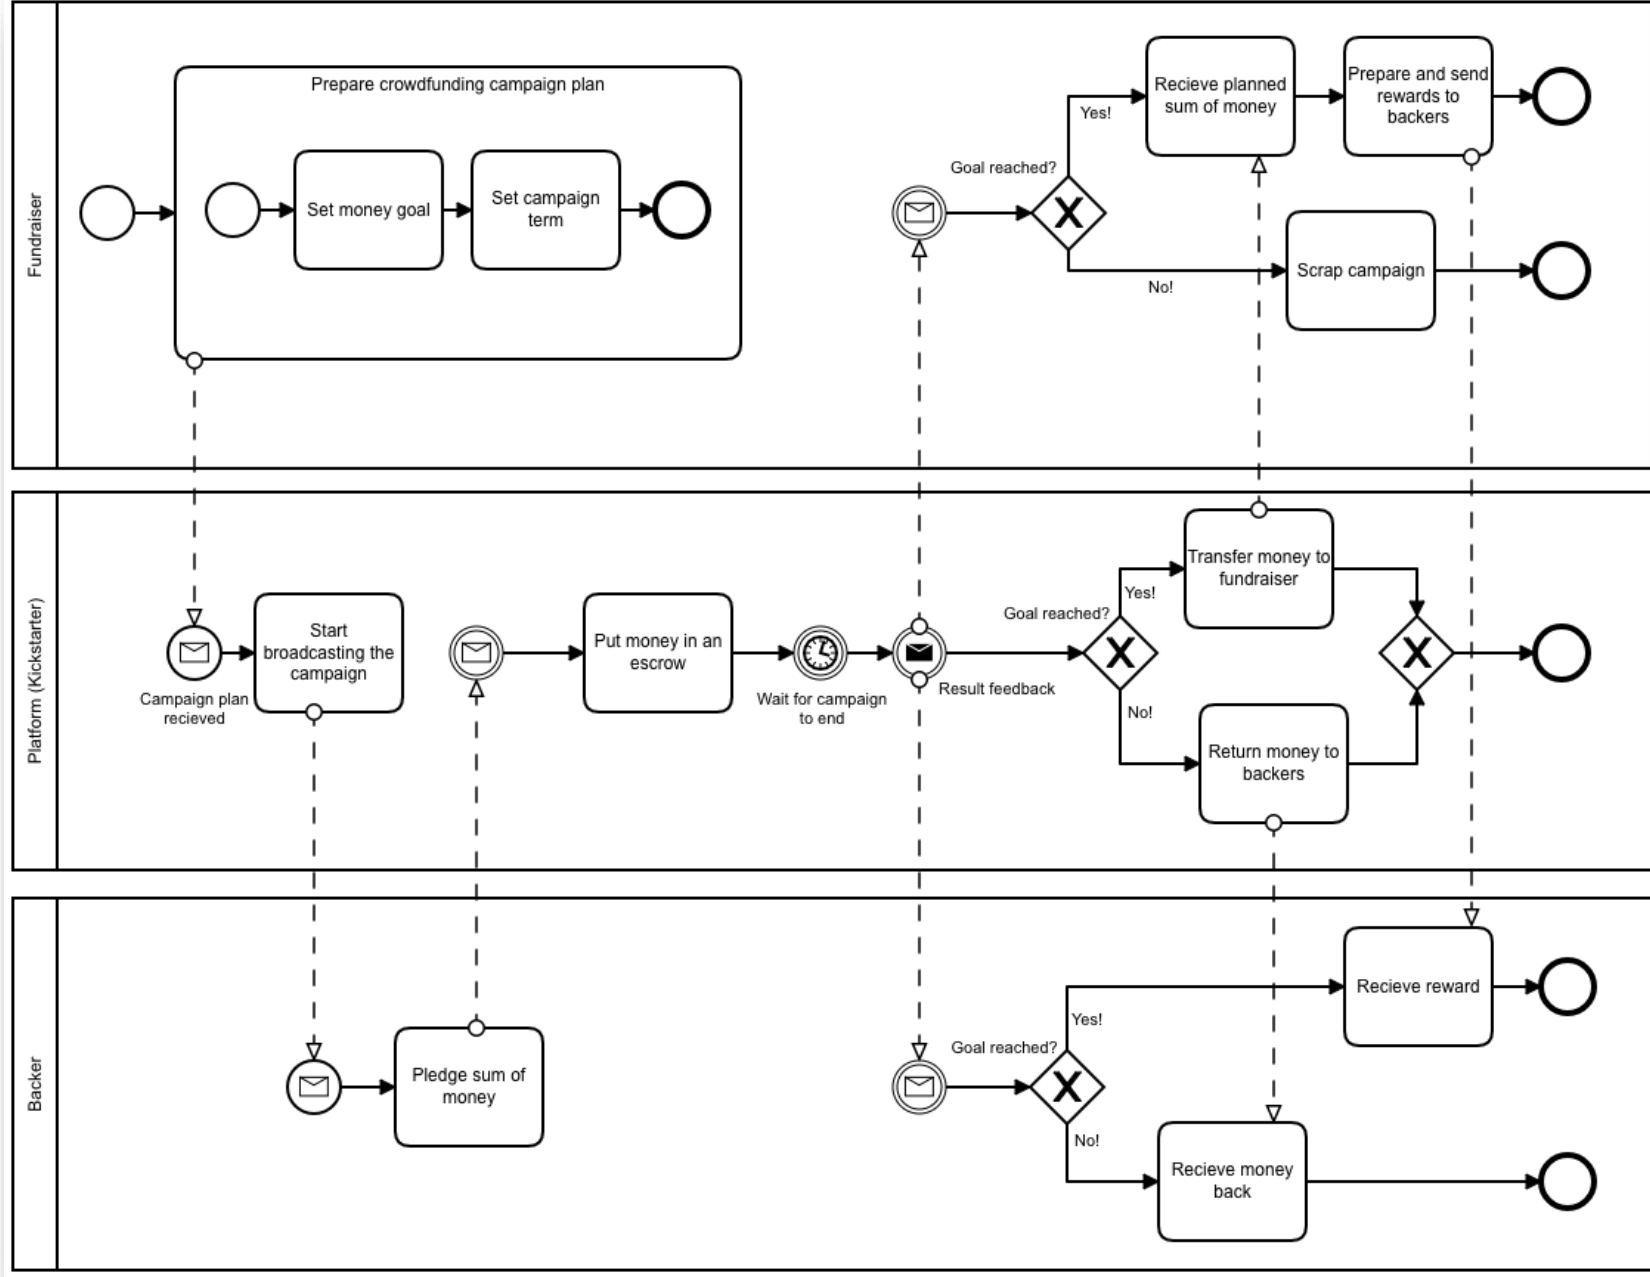 Fundraiser
Prepare crowdfunding campaign plan
Set money goal
Set campaign
term
Goal reached?
Yes!
No!
Recieve planned
sum of money
Prepare and send
rewards to
backers
Scrap campaign
Platform (Kickstarter)
Campaign plan
recieved
Start
broadcasting the
campaign
Put money in an
escrow
Wait for campaign
to end
Result feedback
Goal reached?
Yes!
No!
Transfer money to
fundraiser
Return money to
backers
Backer
Pledge sum of
money
Goal reached?
Yes!
No!
Recieve reward
Recieve money
back